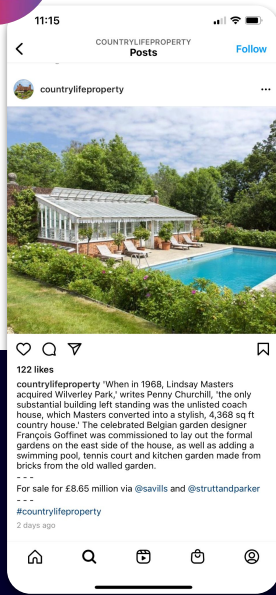 11:15
COUNTRYLIFEPROPERTY
Posts
Follow
countrylifeproperty
122 likes
countrylifeproperty 'When in 1968, Lindsay Masters
acquired Wilverley Park,' writes Penny Churchill, 'the only
substantial building left standing was the unlisted coach
house, which Masters converted into a stylish, 4,368 sq ft
country house.' The celebrated Belgian garden designer
François Goffinet was commissioned to lay out the formal
gardens on the east side of the house, as well as adding a
swimming pool, tennis court and kitchen garden made from
bricks from the old walled garden.
- - -
For sale for £8.65 million via @savills and @struttandparker
- - -
#countrylifeproperty
2 days ago